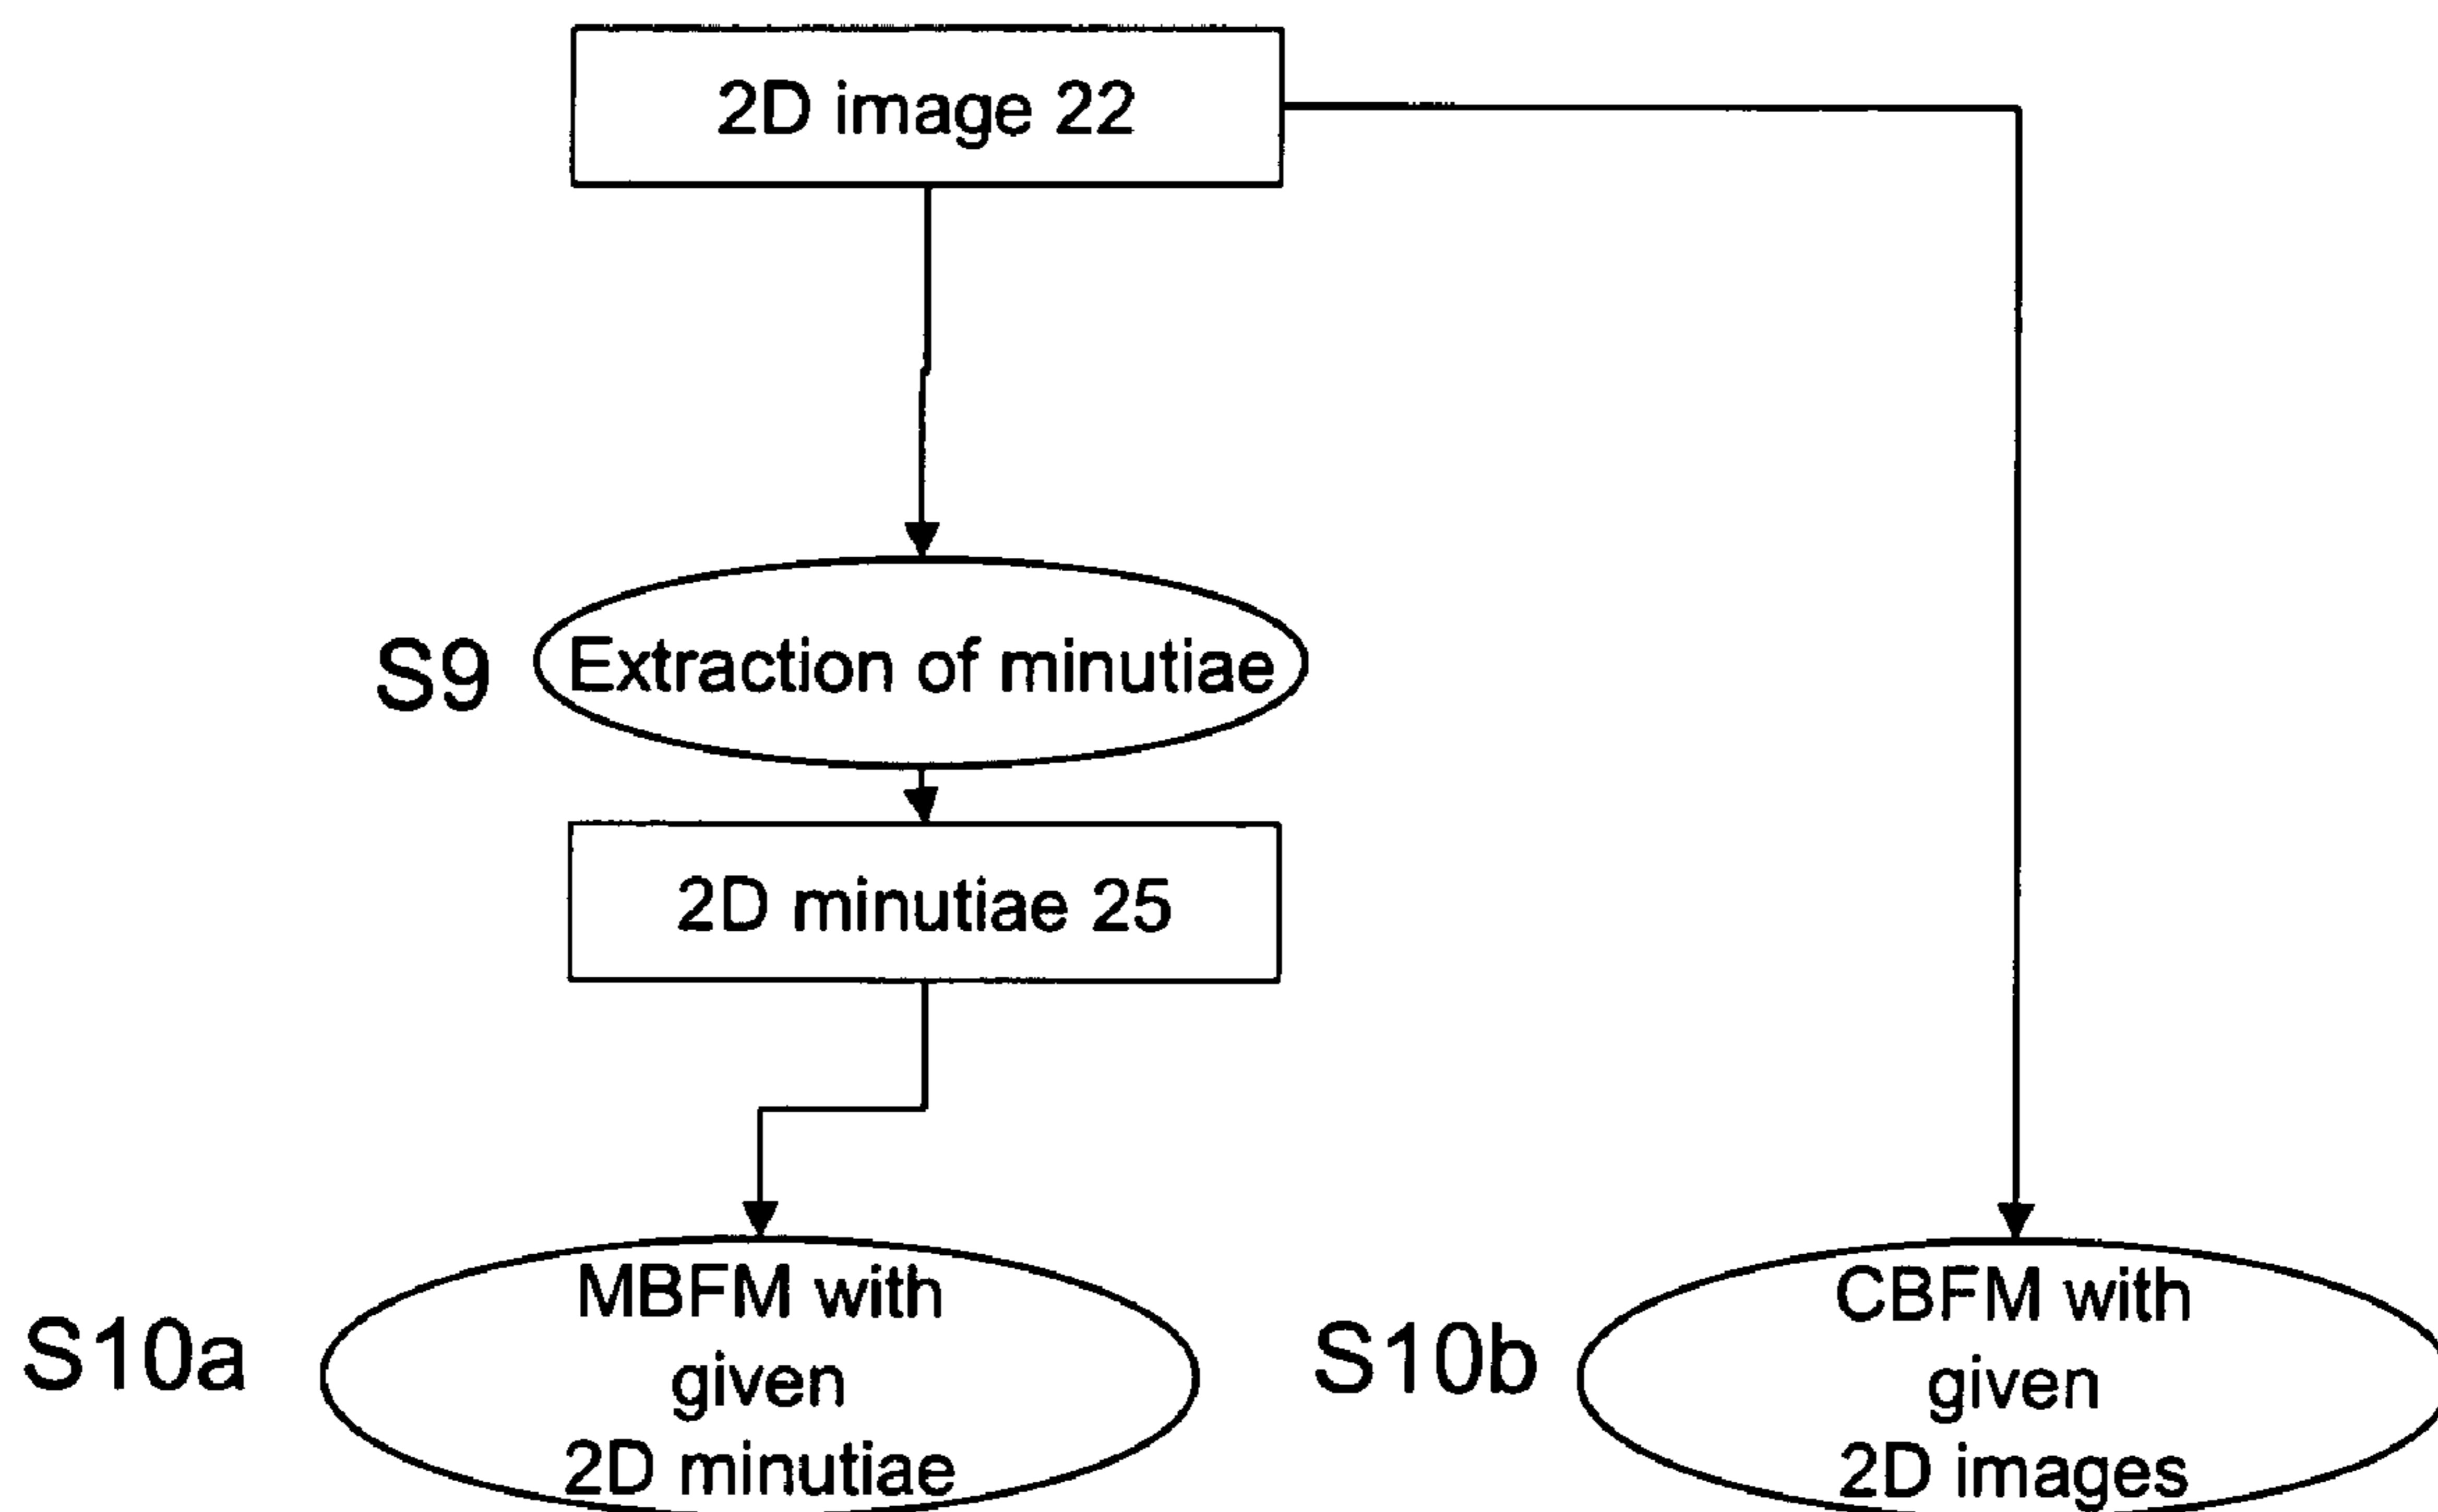 2D image 22
S9
Extraction of minutiae
2D minutiae 25
S10a
MBFM with
given
2D minutiae
S10b
CBFM with
given
2D images